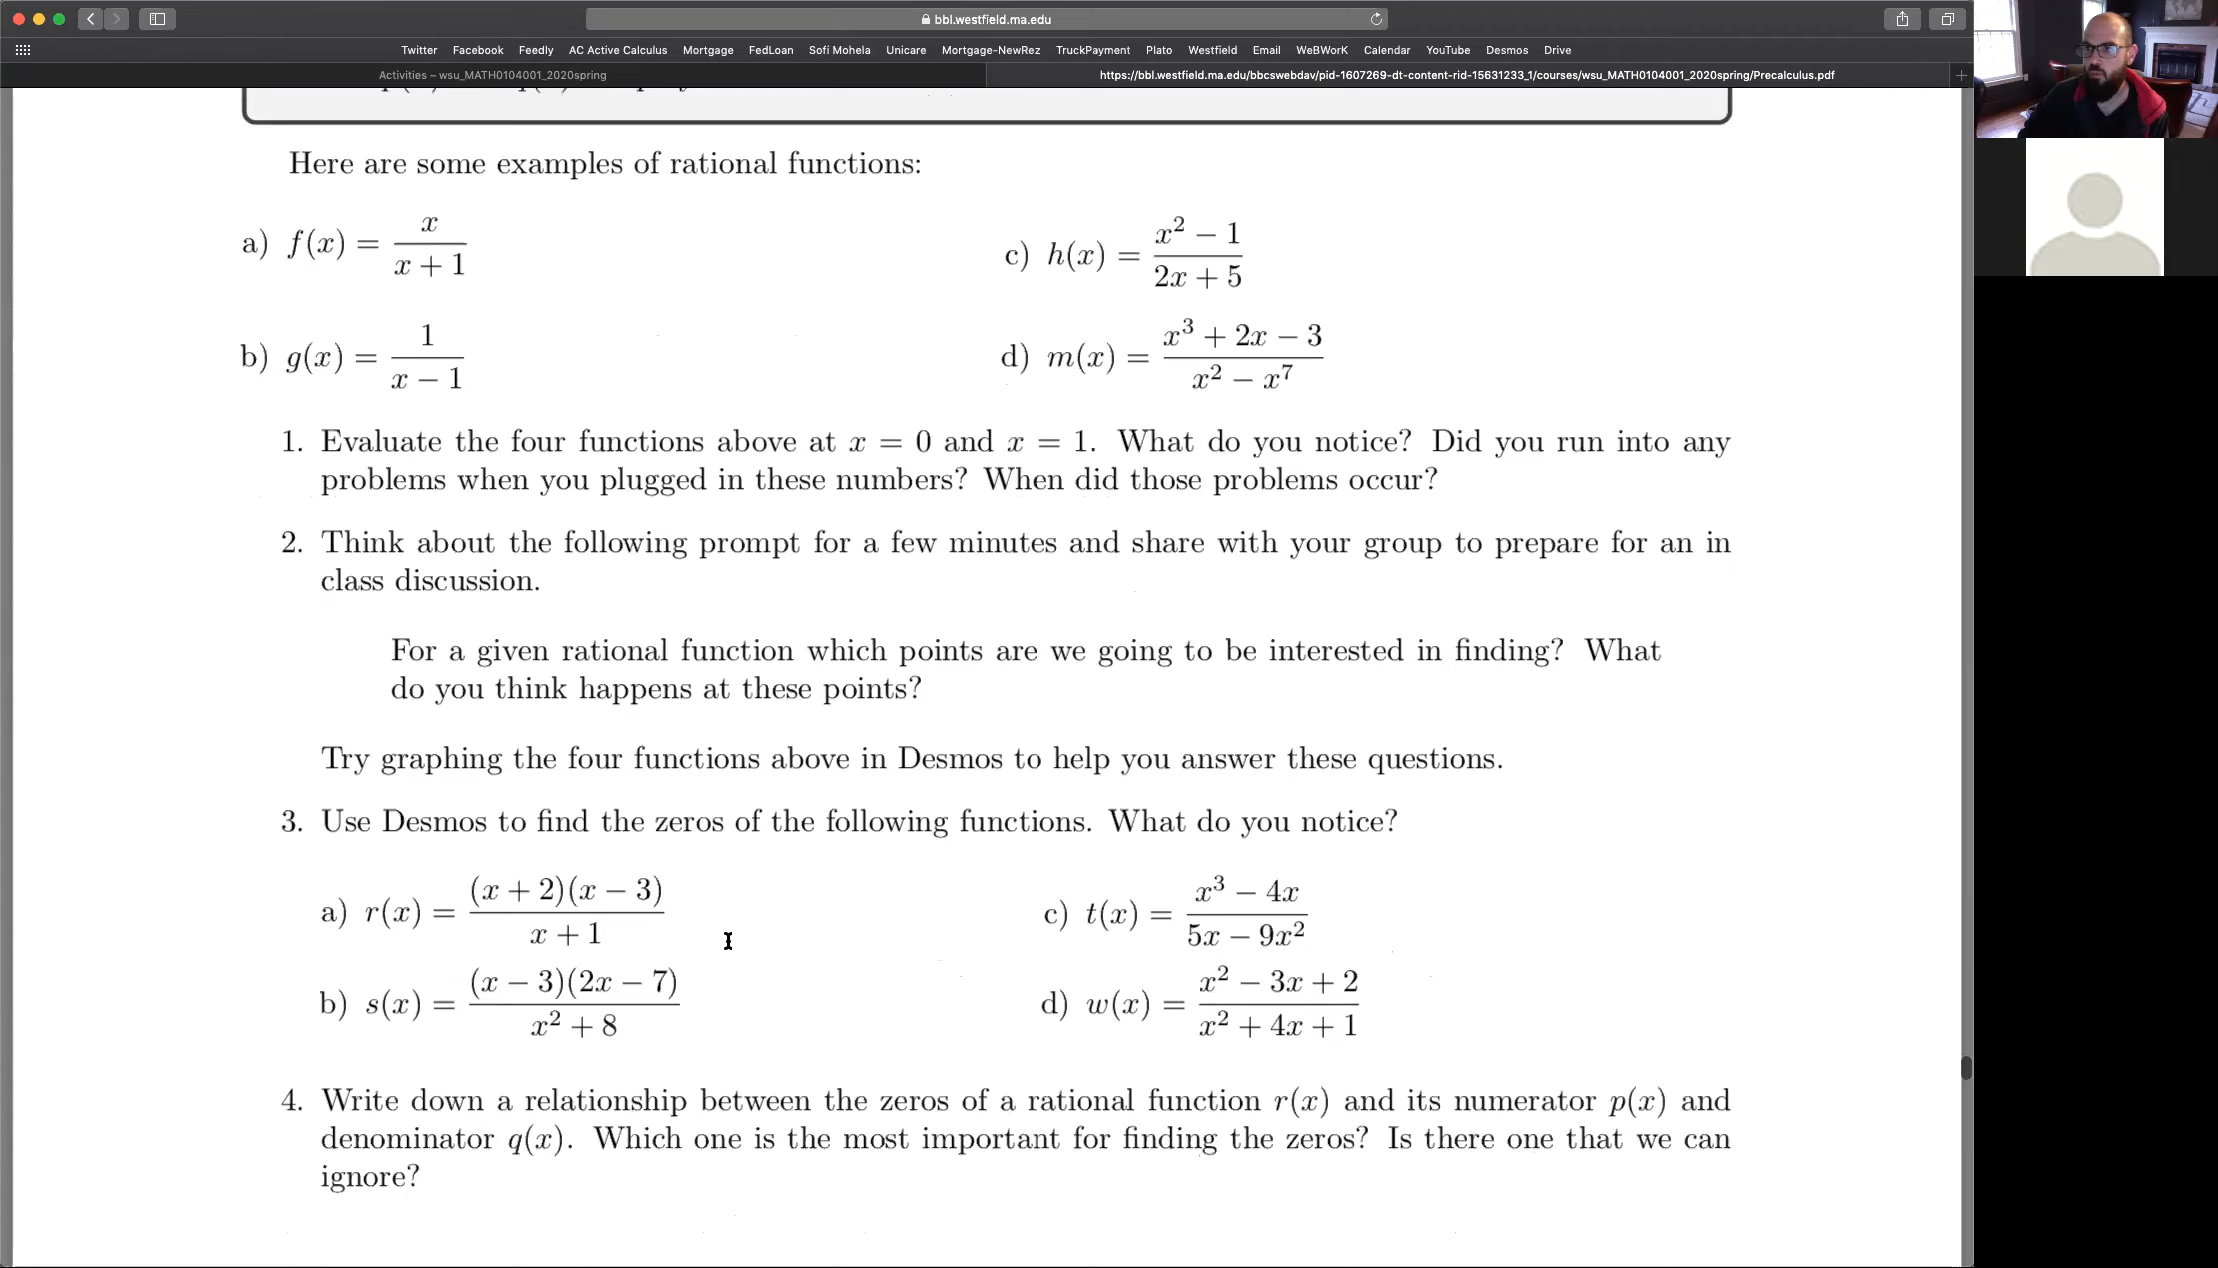 bbl.westfield.ma.edu
Twitter Facebook Feedly AC Active Calculus Mortgage FedLoan Sofi Mohela Unicare Mortgage-NewRez TruckPayment Plato Westfield Email WeBWorK Calendar YouTube Desmos Drive
Activities – wsu_MATH0104001_2020spring
https://bbl.westfield.ma.edu/bbcswebdav/pid-1607269-dt-content-rid-15631233_1/courses/wsu_MATH0104001_2020spring/Precalculus.pdf
Here are some examples of rational functions:
a) f(x) = x / (x + 1)
c) h(x) = (x² − 1) / (2x + 5)
b) g(x) = 1 / (x − 1)
d) m(x) = (x³ + 2x − 3) / (x² − x⁷)
1. Evaluate the four functions above at x = 0 and x = 1. What do you notice? Did you run into any
problems when you plugged in these numbers? When did those problems occur?
2. Think about the following prompt for a few minutes and share with your group to prepare for an in
class discussion.
For a given rational function which points are we going to be interested in finding? What
do you think happens at these points?
Try graphing the four functions above in Desmos to help you answer these questions.
3. Use Desmos to find the zeros of the following functions. What do you notice?
a) r(x) = (x + 2)(x − 3) / (x + 1)
c) t(x) = (x³ − 4x) / (5x − 9x²)
b) s(x) = (x − 3)(2x − 7) / (x² + 8)
d) w(x) = (x² − 3x + 2) / (x² + 4x + 1)
4. Write down a relationship between the zeros of a rational function r(x) and its numerator p(x) and
denominator q(x). Which one is the most important for finding the zeros? Is there one that we can
ignore?